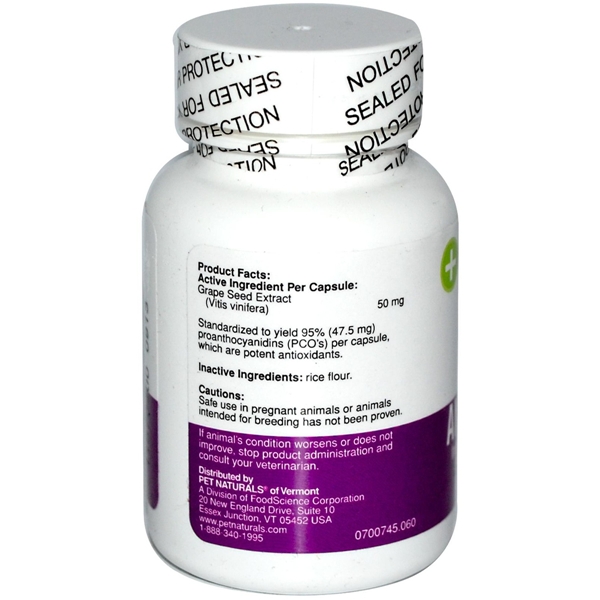 R PROTECTION
SEALED FOR
PROTECTION
SEALED FOR
PROTECTION
Product Facts:
Active Ingredient Per Capsule:
Grape Seed Extract 50 mg
(Vitis vinifera)
Standardized to yield 95% (47.5 mg)
proanthocyanidins (PCO's) per capsule,
which are potent antioxidants.
Inactive Ingredients: rice flour.
Cautions:
Safe use in pregnant animals or animals
intended for breeding has not been proven.
If animal's condition worsens or does not
improve, stop product administration and
consult your veterinarian.
Distributed by
PET NATURALS® of Vermont
A Division of FoodScience Corporation
20 New England Drive, Suite 10
Essex Junction, VT 05452 USA
www.petnaturals.com
1-888-340-1995
0700745.060